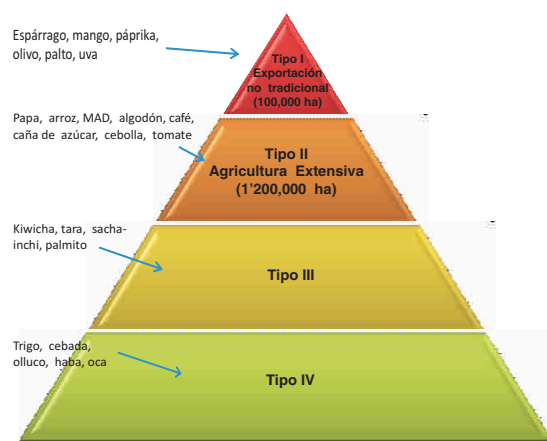 Espárrago, mango, páprika,
olivo, palto, uva
Tipo I
Exportación
no tradicional
(100,000 ha)
Papa, arroz, MAD, algodón, café,
caña de azúcar, cebolla, tomate
Tipo II
Agricultura Extensiva
(1'200,000 ha)
Kiwicha, tara, sacha-
inchi, palmito
Tipo III
Trigo, cebada,
olluco, haba, oca
Tipo IV